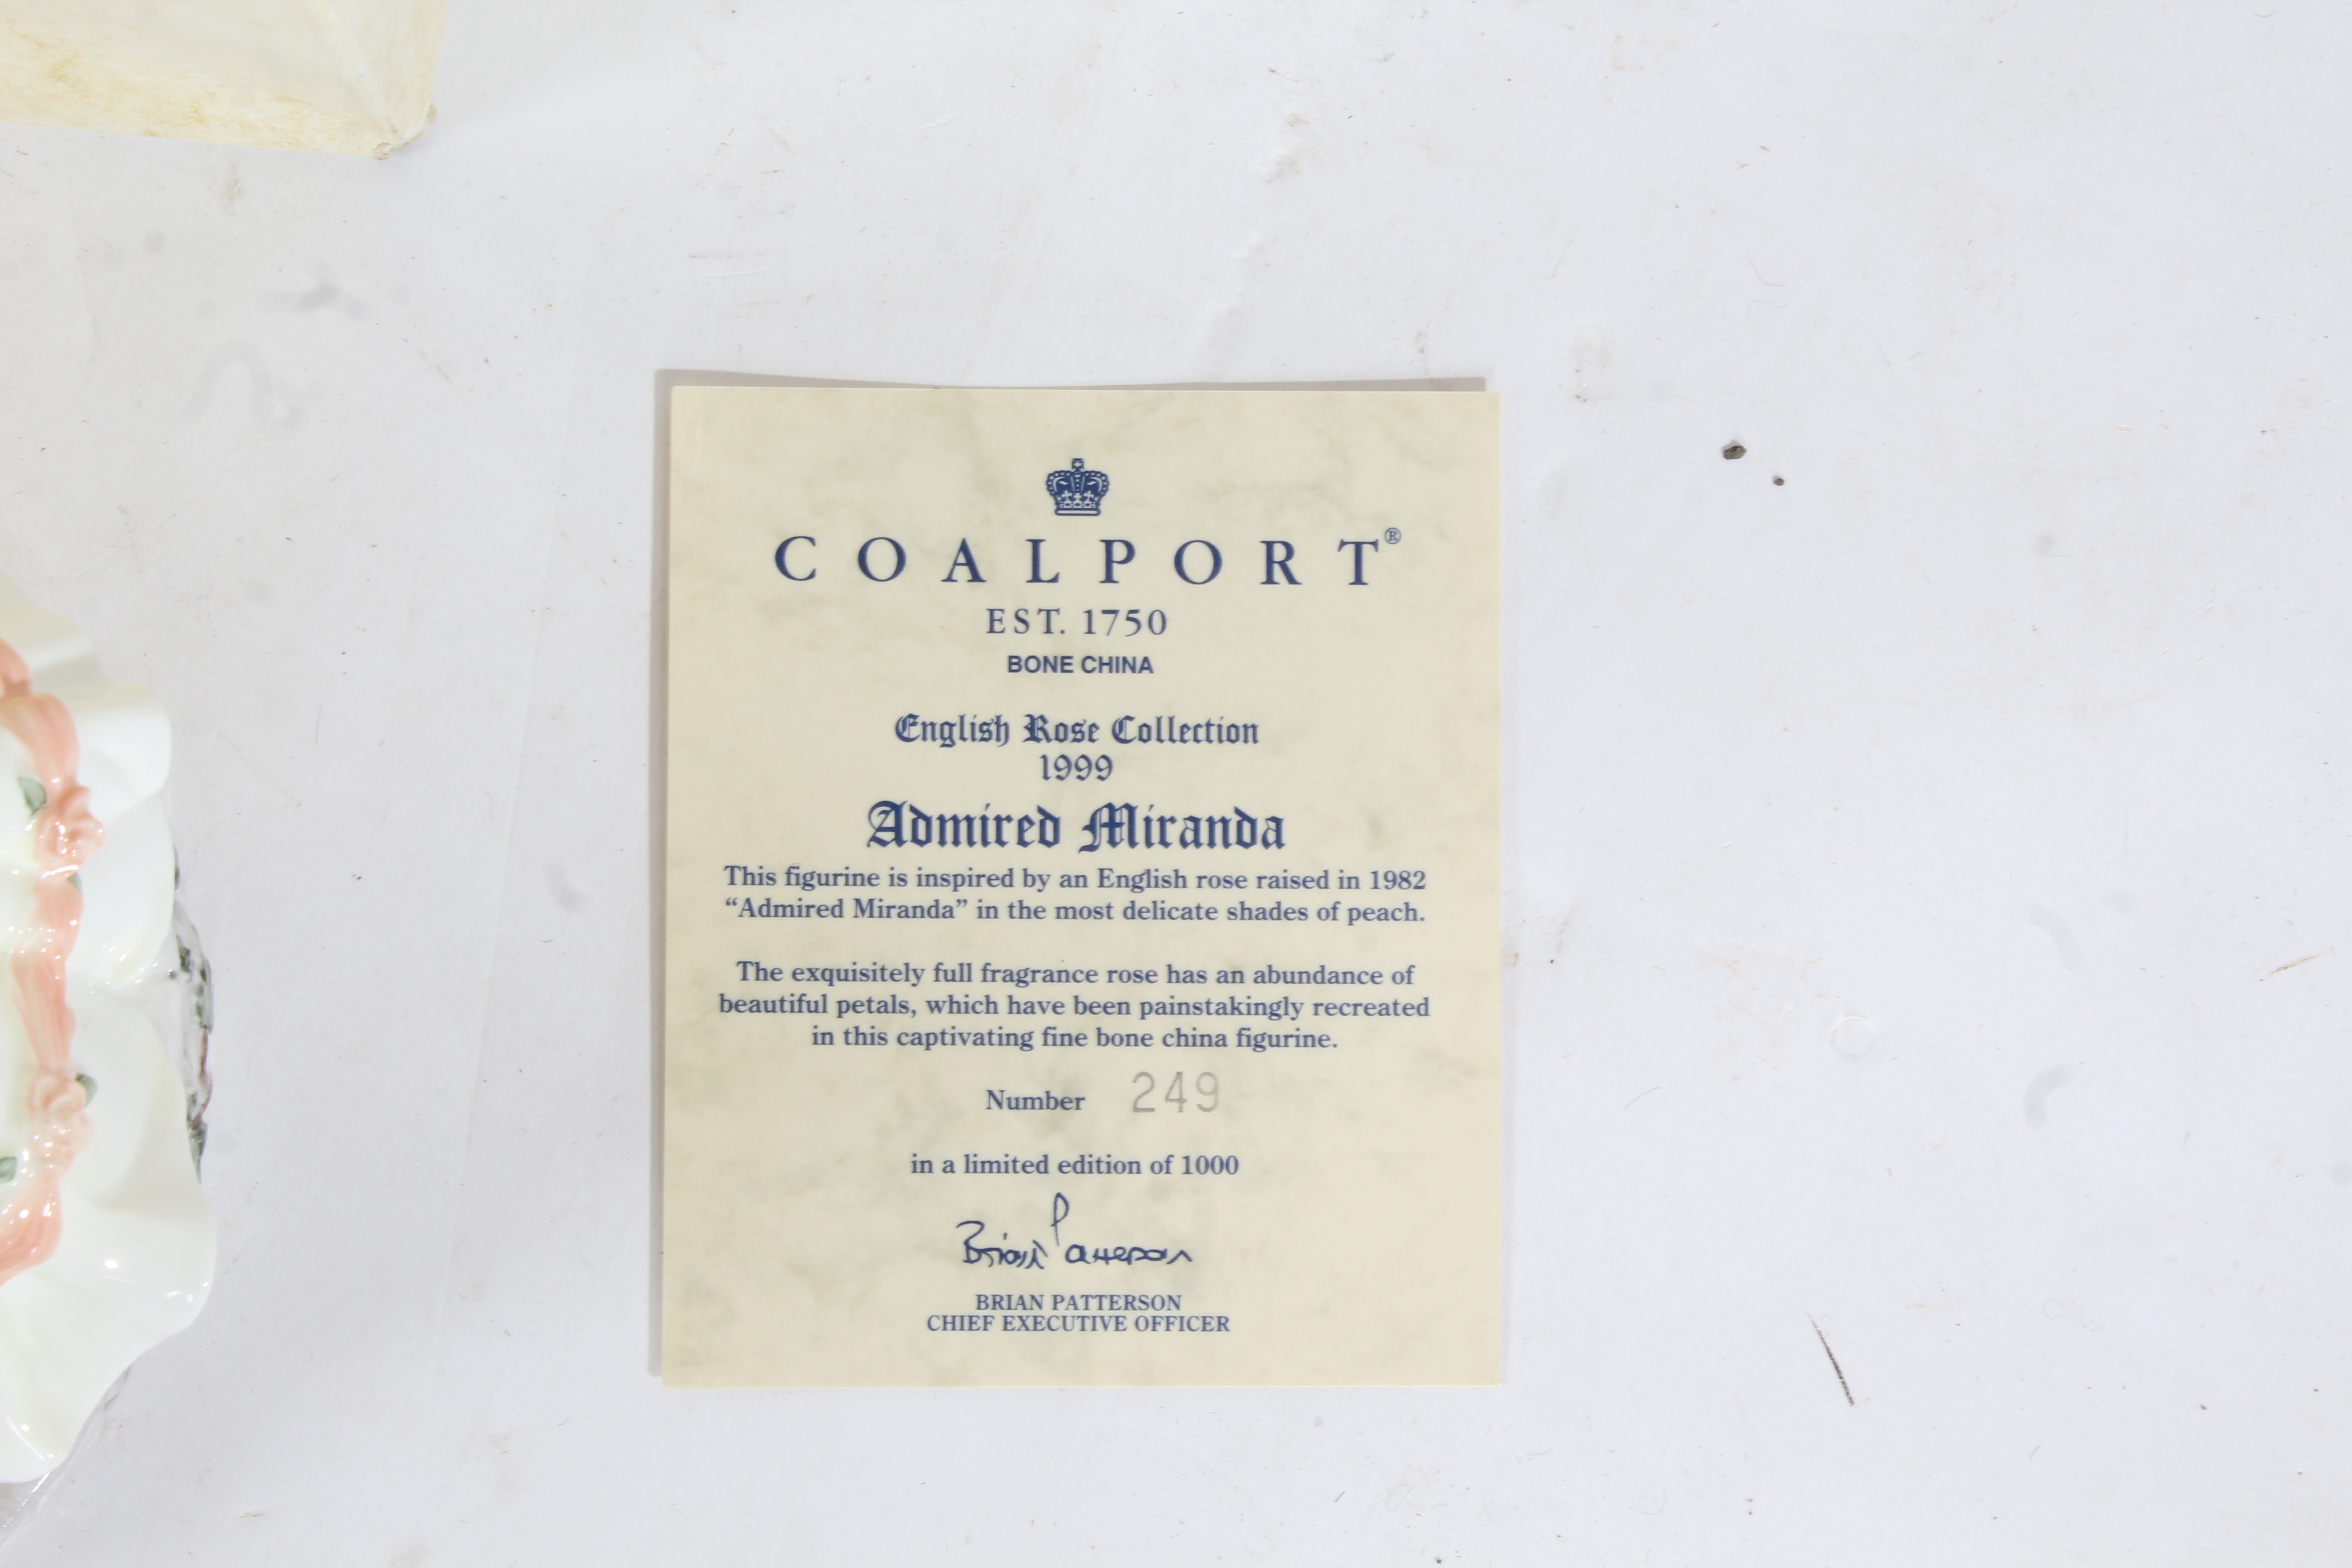 COALPORT®
EST. 1750
BONE CHINA
English Rose Collection
1999
Admired Miranda
This figurine is inspired by an English rose raised in 1982
“Admired Miranda” in the most delicate shades of peach.
The exquisitely full fragrance rose has an abundance of
beautiful petals, which have been painstakingly recreated
in this captivating fine bone china figurine.
Number 249
in a limited edition of 1000
Brian Patterson
BRIAN PATTERSON
CHIEF EXECUTIVE OFFICER